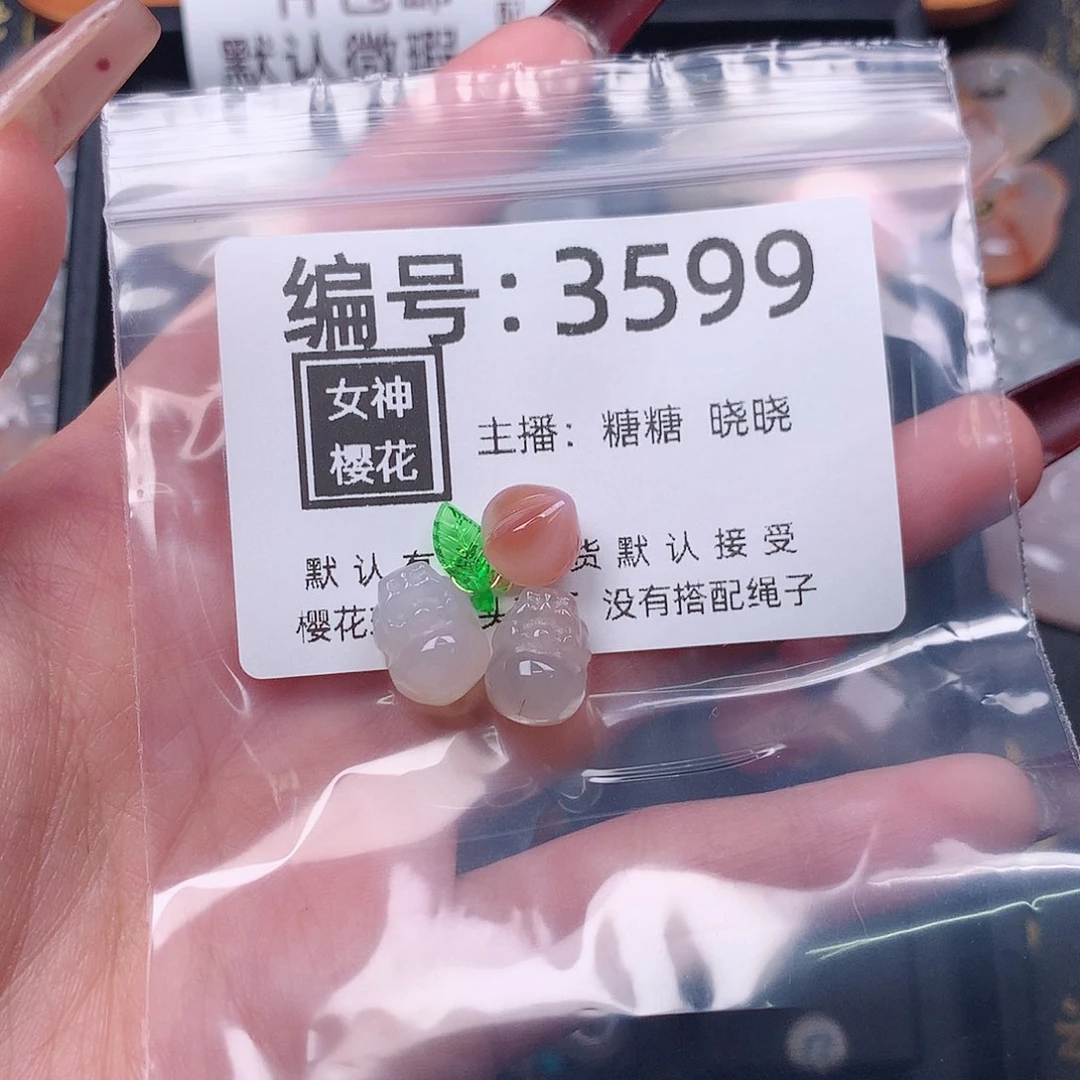 默认微瑕
编号：3599
女神
樱花
主播：糖糖 晓晓
默认有 货默认接受
樱花 没有搭配绳子